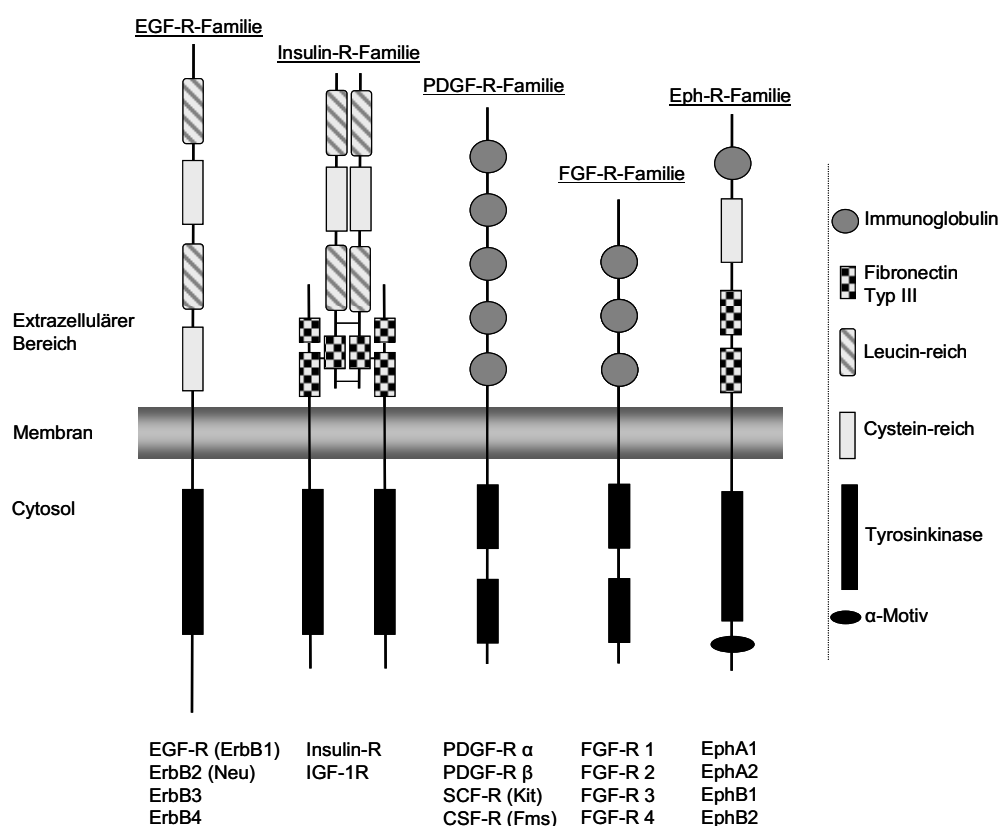 EGF-R-Familie
Insulin-R-Familie
PDGF-R-Familie
Eph-R-Familie
FGF-R-Familie
Immunoglobulin
Fibronectin
Typ III
Leucin-reich
Cystein-reich
Tyrosinkinase
α-Motiv
Extrazellulärer
Bereich
Membran
Cytosol
EGF-R (ErbB1)
ErbB2 (Neu)
ErbB3
ErbB4
Insulin-R
IGF-1R
PDGF-R α
PDGF-R β
SCF-R (Kit)
CSF-R (Fms)
FGF-R 1
FGF-R 2
FGF-R 3
FGF-R 4
EphA1
EphA2
EphB1
EphB2